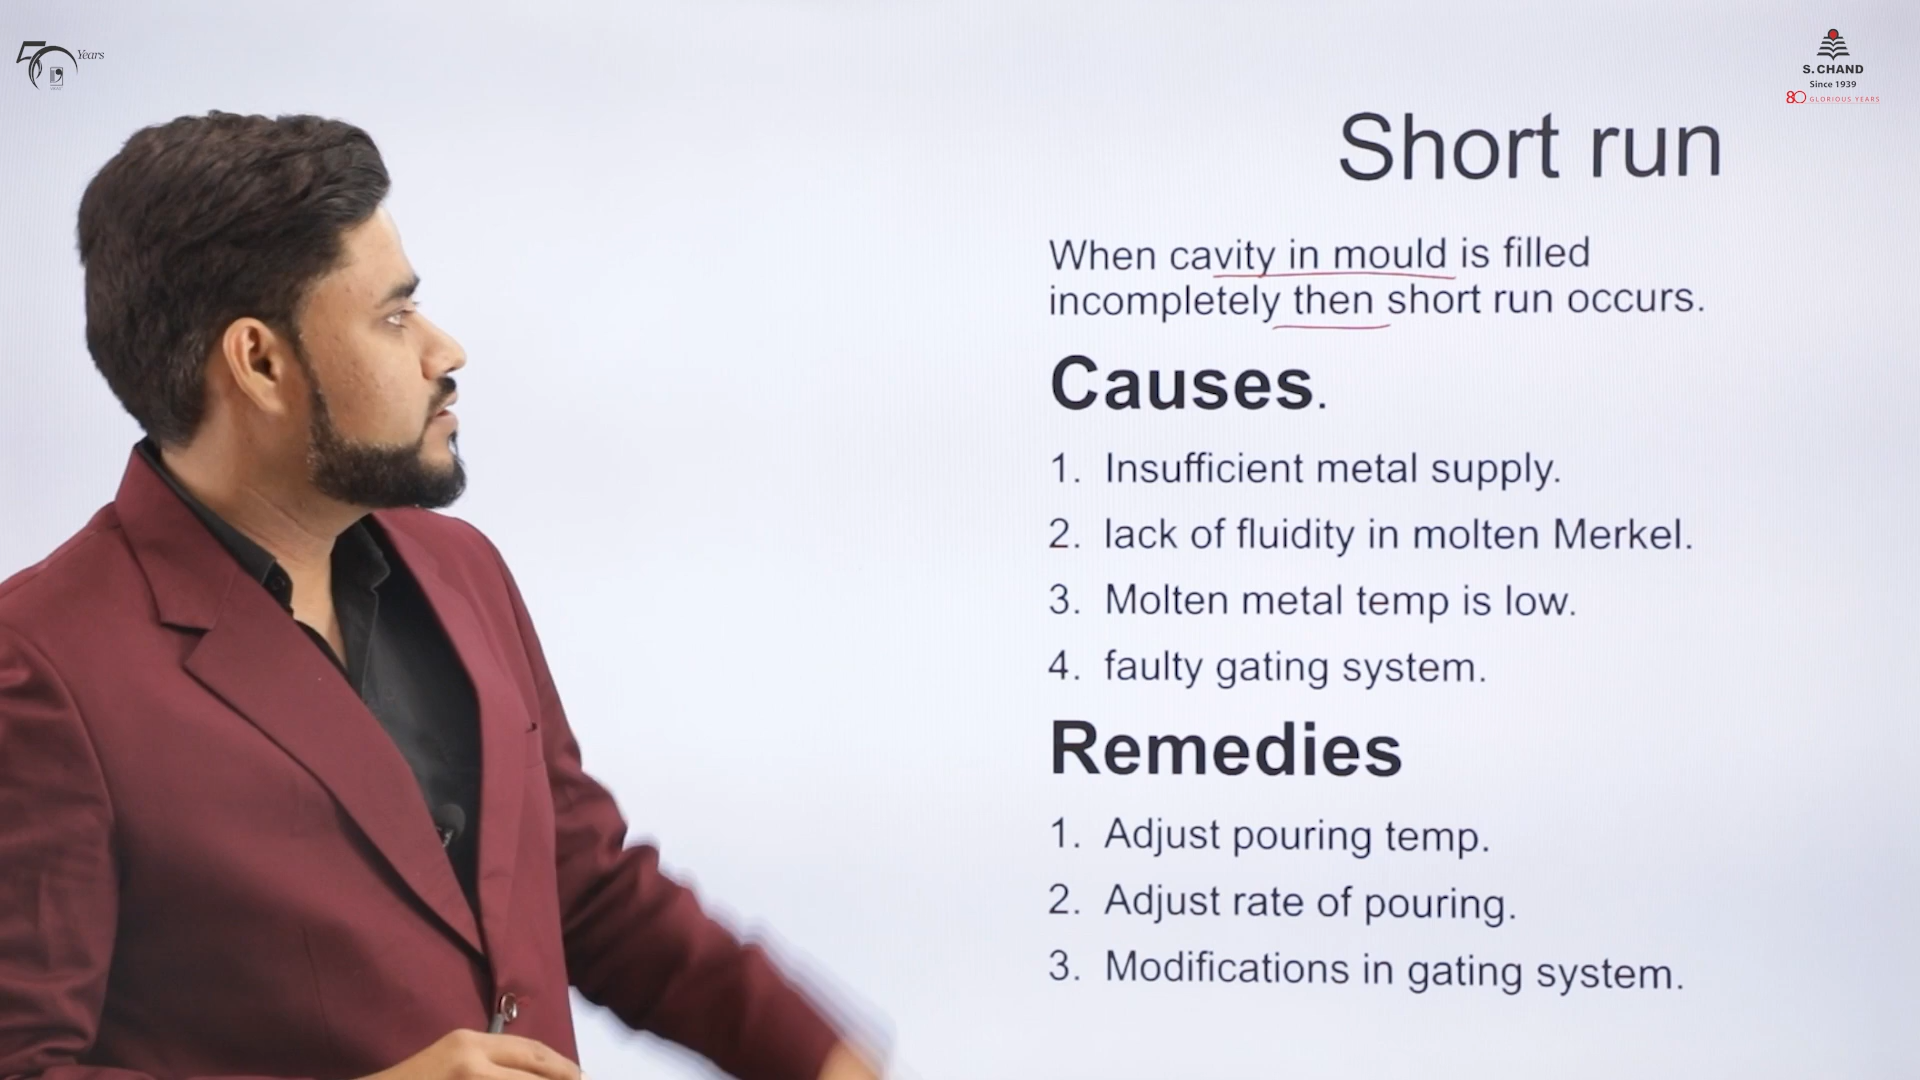 50 Years
S. CHAND
Since 1939
80 GLORIOUS YEARS
Short run
When cavity in mould is filled
incompletely then short run occurs.
Causes.
1. Insufficient metal supply.
2. lack of fluidity in molten Merkel.
3. Molten metal temp is low.
4. faulty gating system.
Remedies
1. Adjust pouring temp.
2. Adjust rate of pouring.
3. Modifications in gating system.